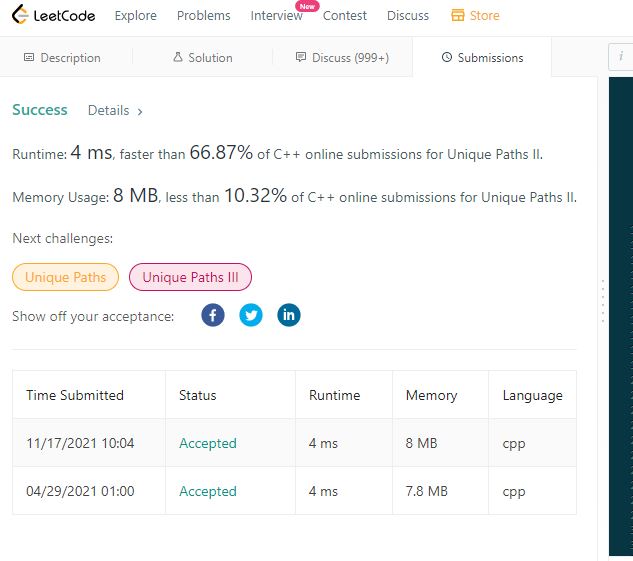 New
LeetCode Explore Problems Interview Contest Discuss Store
Description Solution Discuss (999+) Submissions i
Success Details >
Runtime: 4 ms, faster than 66.87% of C++ online submissions for Unique Paths II.
Memory Usage: 8 MB, less than 10.32% of C++ online submissions for Unique Paths II.
Next challenges:
Unique Paths Unique Paths III
Show off your acceptance: f in
Time Submitted Status Runtime Memory Language
11/17/2021 10:04 Accepted 4 ms 8 MB cpp
04/29/2021 01:00 Accepted 4 ms 7.8 MB cpp